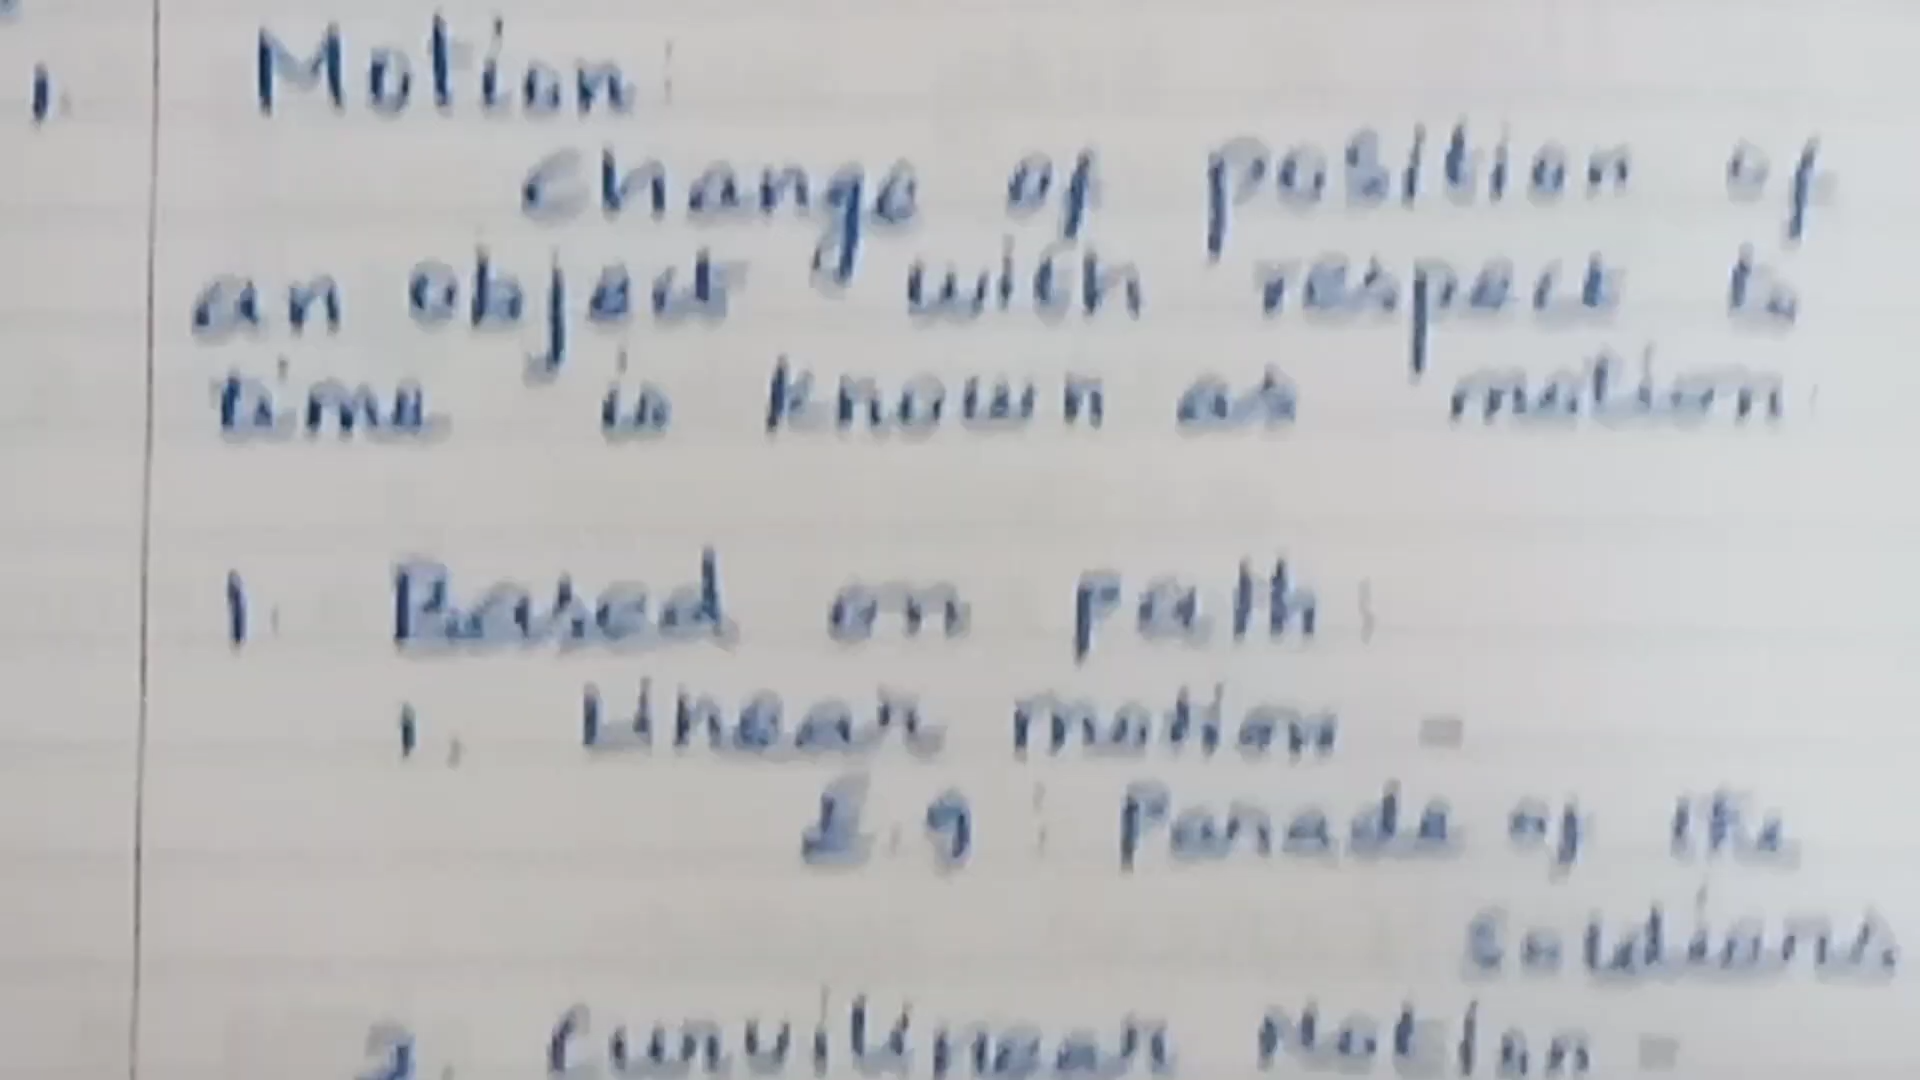 1. Motion:
Change of position of
an object with respect to
time is known as motion.
1. Based on path:
1. Linear motion -
E.g : Parade of the
soldiers.
2. Curvilinear Motion -